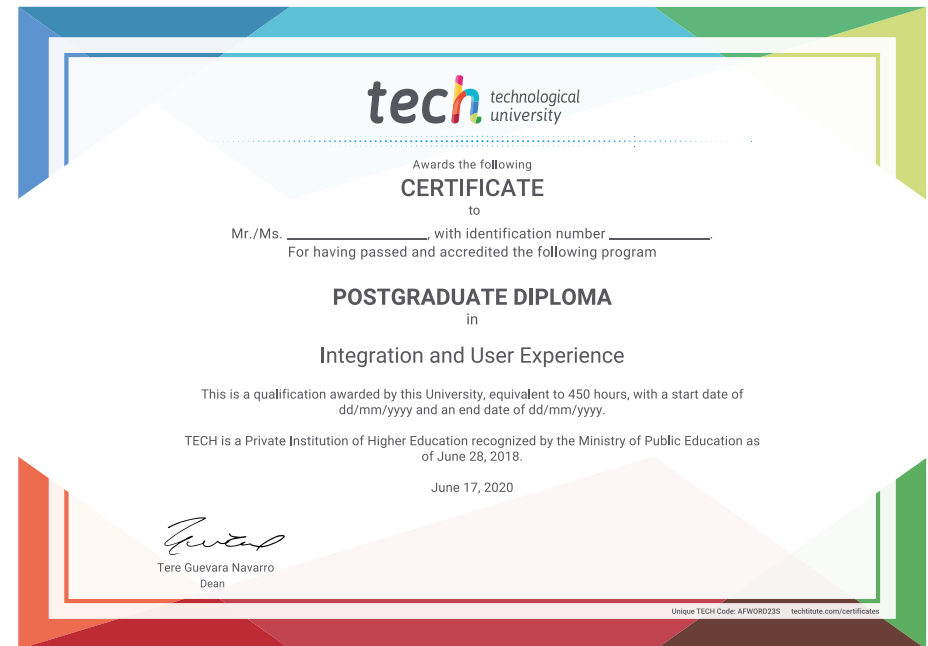 tech technological
university
Awards the following
CERTIFICATE
to
Mr./Ms. ____________________, with identification number ______________.
For having passed and accredited the following program
POSTGRADUATE DIPLOMA
in
Integration and User Experience
This is a qualification awarded by this University, equivalent to 450 hours, with a start date of
dd/mm/yyyy and an end date of dd/mm/yyyy.
TECH is a Private Institution of Higher Education recognized by the Ministry of Public Education as
of June 28, 2018.
June 17, 2020
Tere Guevara Navarro
Dean
Unique TECH Code: AFWORD23S techtitute.com/certificates